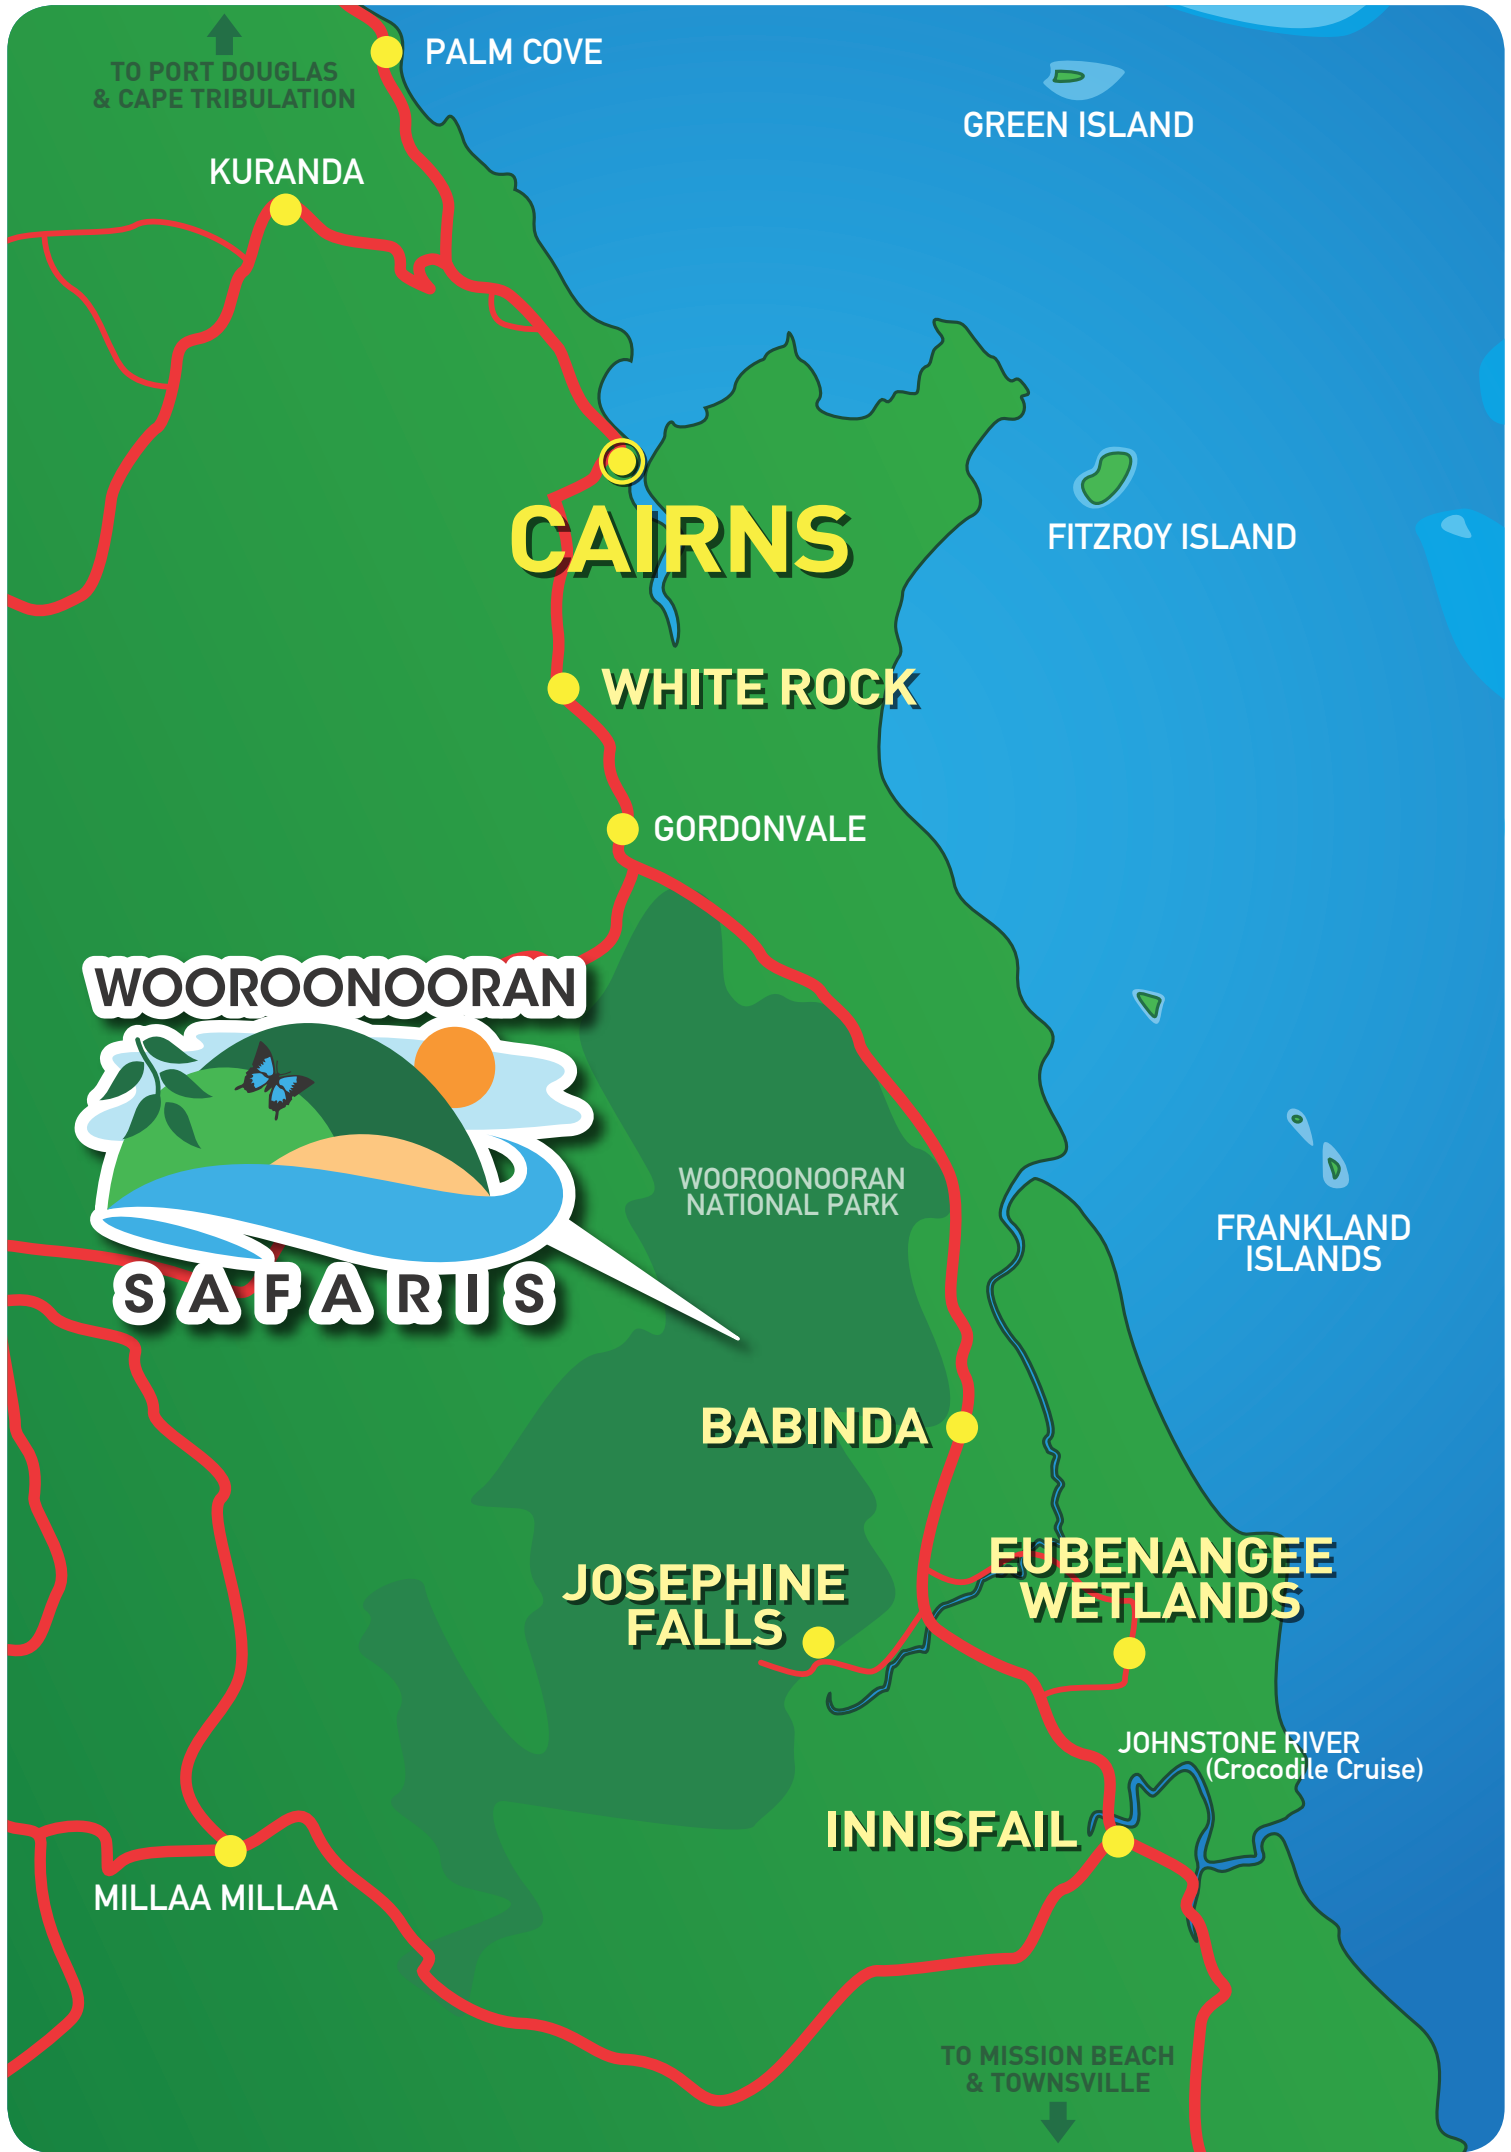 PALM COVE
TO PORT DOUGLAS
& CAPE TRIBULATION
GREEN ISLAND
KURANDA
CAIRNS
FITZROY ISLAND
WHITE ROCK
GORDONVALE
WOOROONOORAN
SAFARIS
WOOROONOORAN
NATIONAL PARK
FRANKLAND
ISLANDS
BABINDA
EUBENANGEE
WETLANDS
JOSEPHINE
FALLS
JOHNSTONE RIVER
(Crocodile Cruise)
INNISFAIL
MILLAA MILLAA
TO MISSION BEACH
& TOWNSVILLE